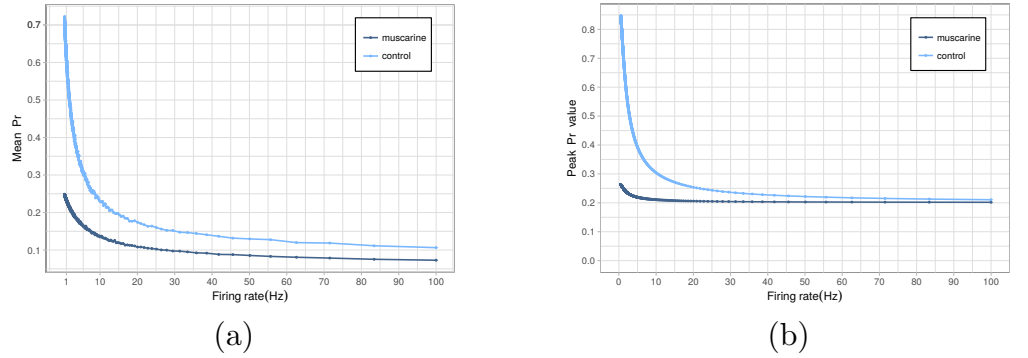 0.7
0.6
0.5
0.4
0.3
0.2
0.1
Mean Pr
muscarine
control
1 10 20 30 40 50 60 70 80 90 100
Firing rate(Hz)
(a)
0.8
0.7
0.6
0.5
0.4
0.3
0.2
0.1
0.0
Peak Pr value
muscarine
control
0 10 20 30 40 50 60 70 80 90 100
Firing rate(Hz)
(b)